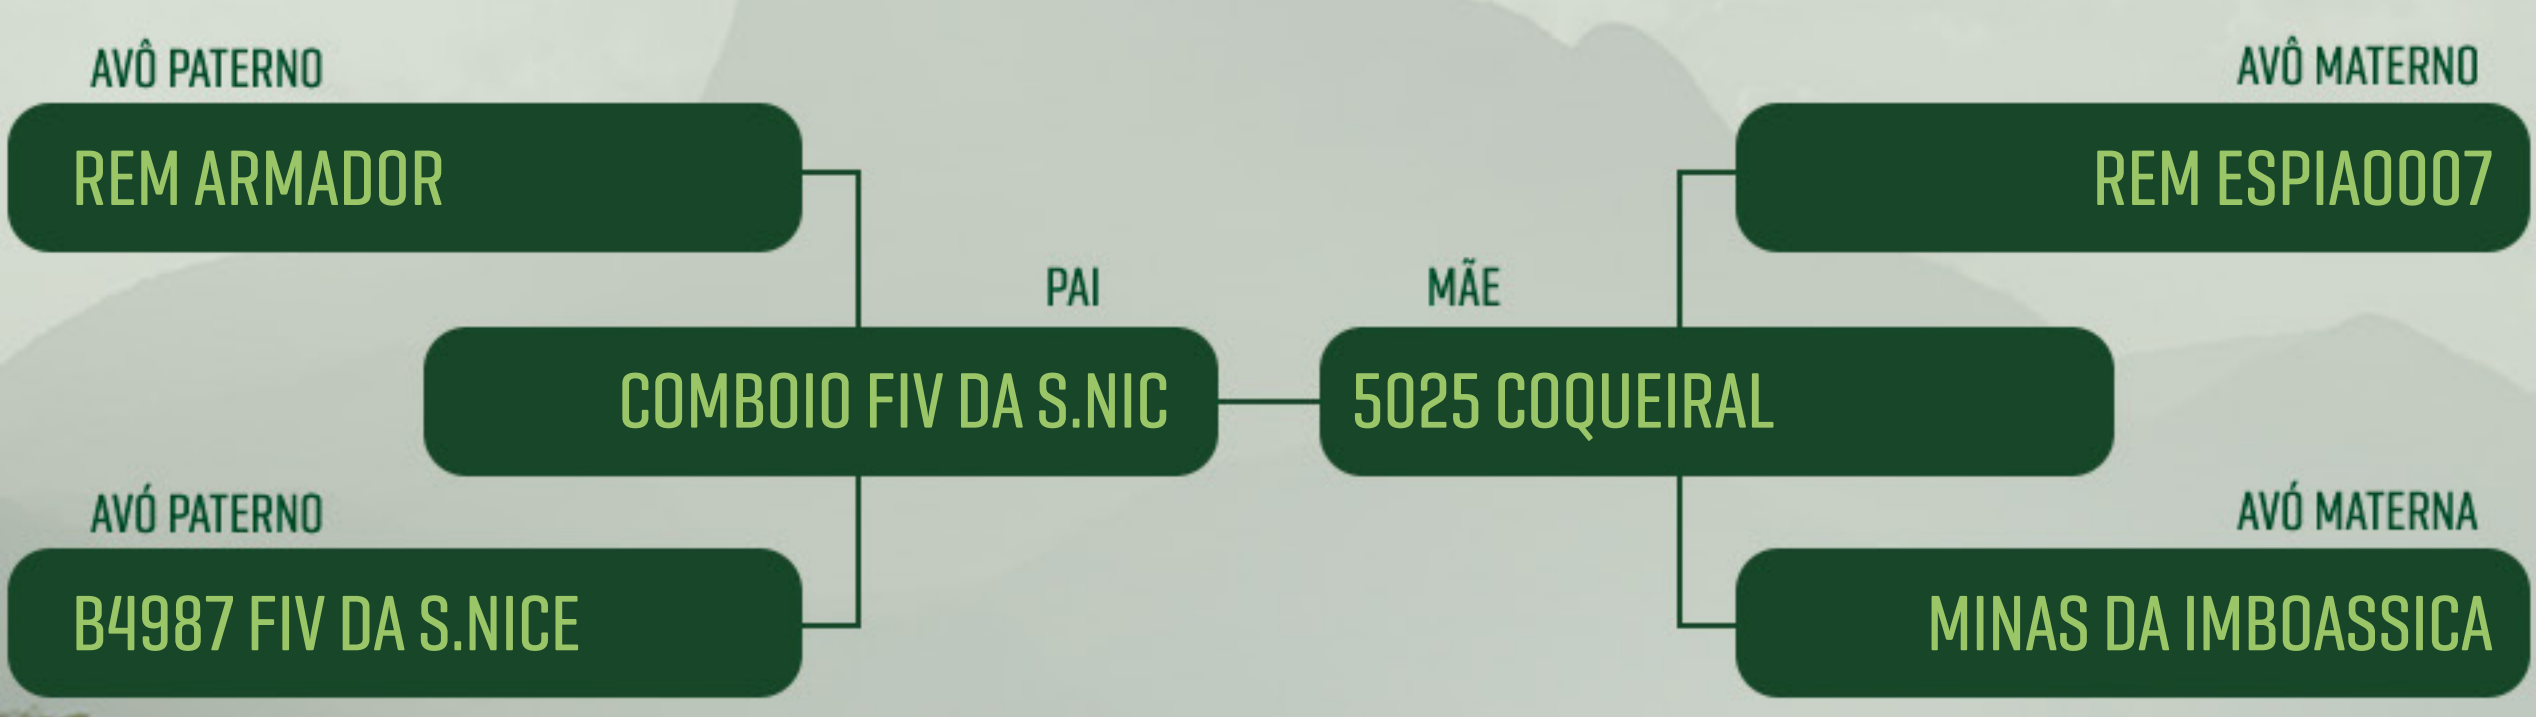 AVÔ PATERNO
AVÔ MATERNO
REM ARMADOR
REM ESPIAO007
PAI
MÃE
COMBOIO FIV DA S.NIC
5025 COQUEIRAL
AVÓ PATERNO
AVÓ MATERNA
B4987 FIV DA S.NICE
MINAS DA IMBOASSICA